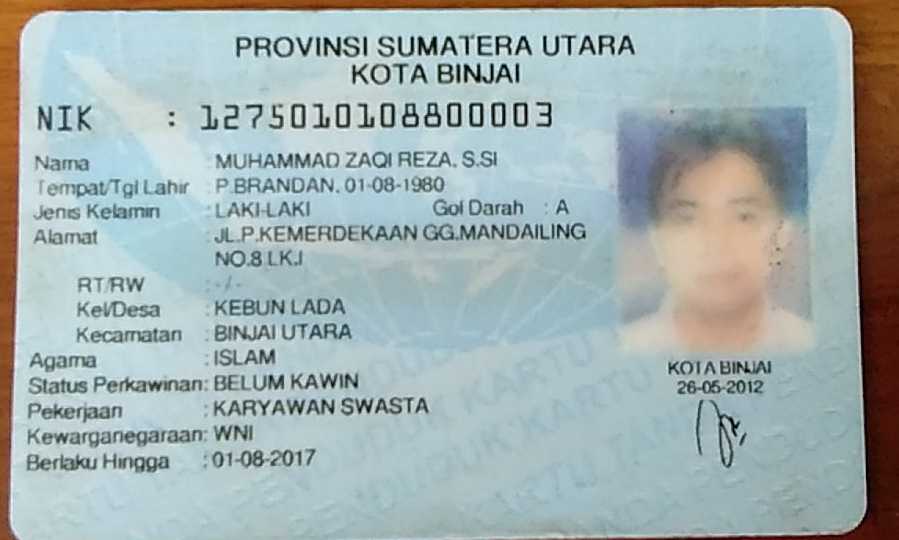 PROVINSI SUMATERA UTARA
KOTA BINJAI
NIK : 1275010108800003
Nama : MUHAMMAD ZAQI REZA. S.SI
Tempat/Tgl Lahir : P.BRANDAN. 01-08-1980
Jenis Kelamin : LAKI-LAKI Gol Darah : A
Alamat : JL.P.KEMERDEKAAN GG.MANDAILING
NO.8 LK.I
RT/RW : -/-
Kel/Desa : KEBUN LADA
Kecamatan : BINJAI UTARA
Agama : ISLAM
Status Perkawinan: BELUM KAWIN
Pekerjaan : KARYAWAN SWASTA
Kewarganegaraan: WNI
Berlaku Hingga : 01-08-2017
KOTA BINJAI
26-05-2012